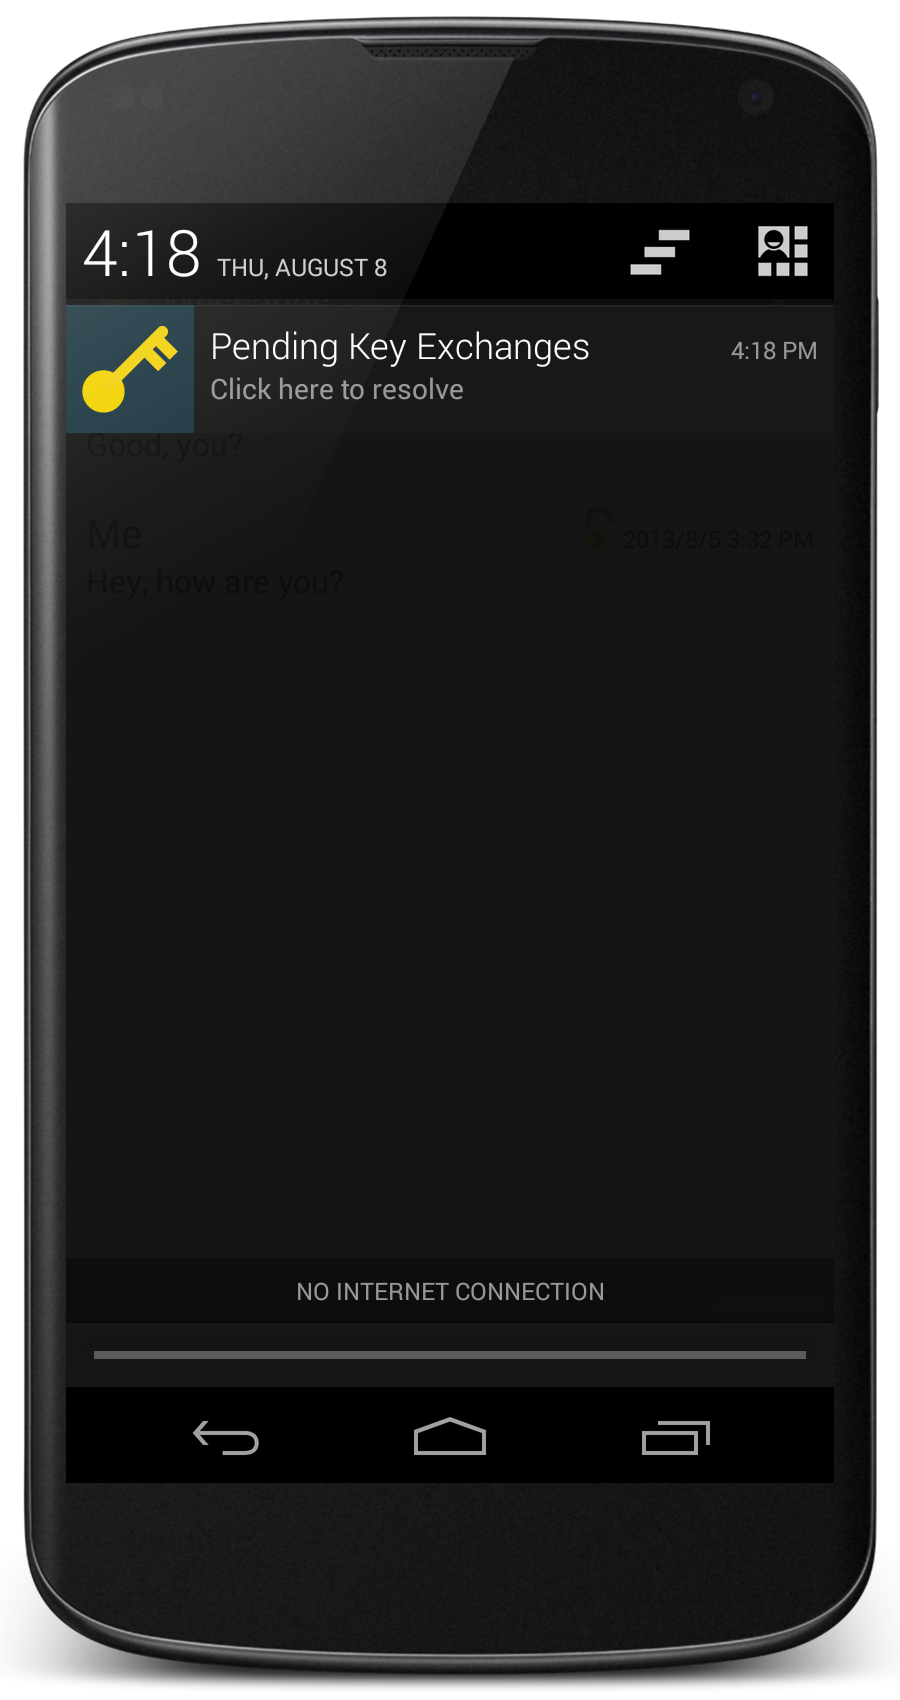 4:18 THU, AUGUST 8
Pending Key Exchanges 4:18 PM
Click here to resolve
Good, you?
Me 2013/8/5 3:32 PM
Hey, how are you?
NO INTERNET CONNECTION